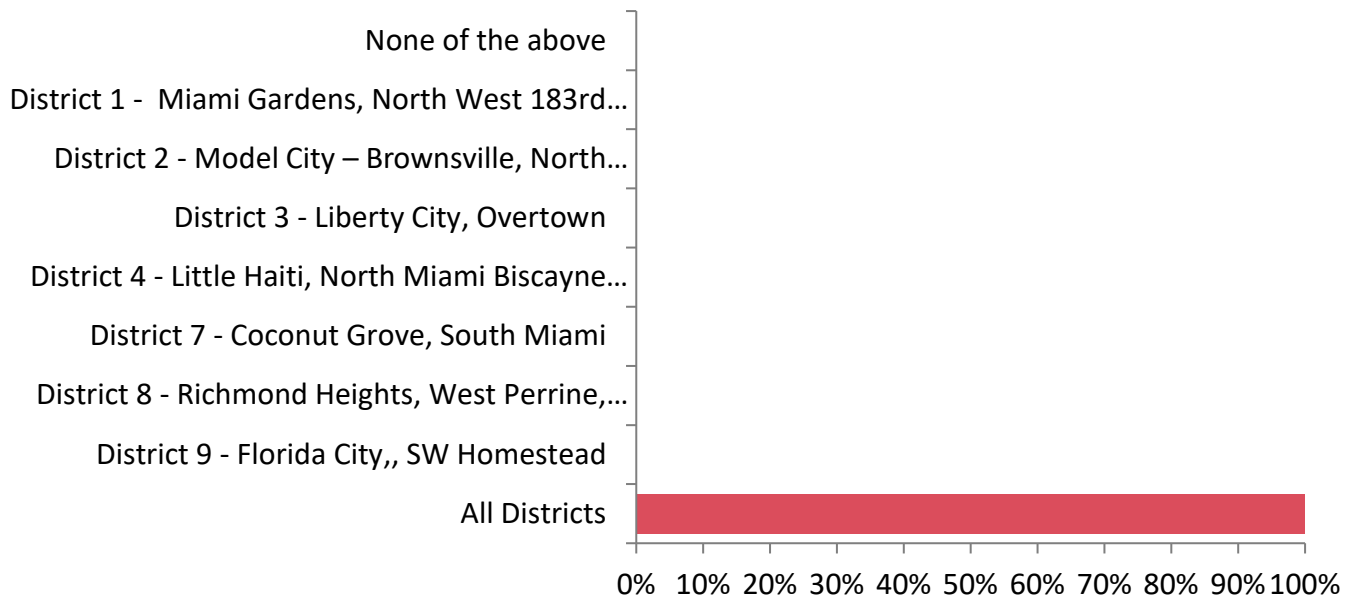 None of the above
District 1 -  Miami Gardens, North West 183rd...
District 2 - Model City – Brownsville, North...
District 3 - Liberty City, Overtown
District 4 - Little Haiti, North Miami Biscayne...
District 7 - Coconut Grove, South Miami
District 8 - Richmond Heights, West Perrine,...
District 9 - Florida City,, SW Homestead
All Districts
0% 10% 20% 30% 40% 50% 60% 70% 80% 90% 100%